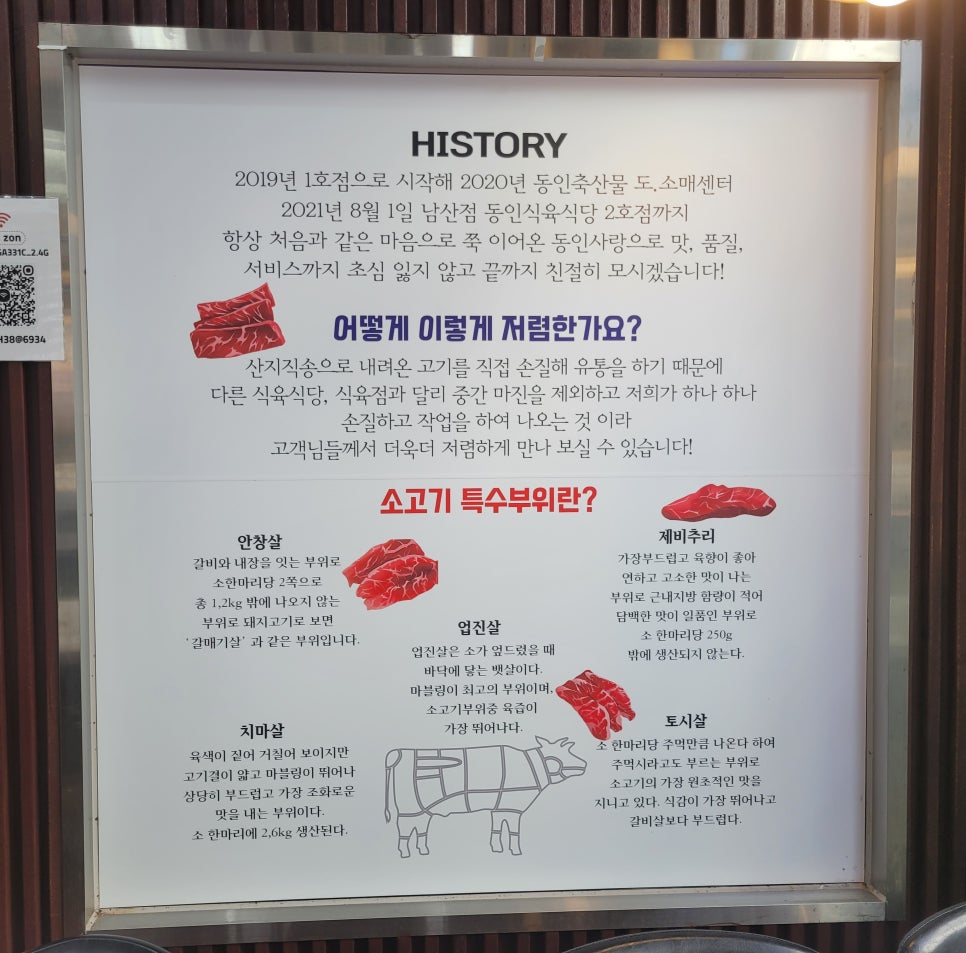 HISTORY
2019년 1호점으로 시작해 2020년 동인축산물 도.소매센터
2021년 8월 1일 남산점 동인식육식당 2호점까지
항상 처음과 같은 마음으로 쭉 이어온 동인사랑으로 맛, 품질,
서비스까지 초심 잃지 않고 끝까지 친절히 모시겠습니다!
zon
GA331C_2.4G
H38@6934
어떻게 이렇게 저렴한가요?
산지직송으로 내려온 고기를 직접 손질해 유통을 하기 때문에
다른 식육식당, 식육점과 달리 중간 마진을 제외하고 저희가 하나 하나
손질하고 작업을 하여 나오는 것 이라
고객님들께서 더욱더 저렴하게 만나 보실 수 있습니다!
소고기 특수부위란?
안창살
갈비와 내장을 잇는 부위로
소한마리당 2쪽으로
총 1,2kg 밖에 나오지 않는
부위로 돼지고기로 보면
'갈매기살' 과 같은 부위입니다.
제비추리
가장부드럽고 육향이 좋아
연하고 고소한 맛이 나는
부위로 근내지방 함량이 적어
담백한 맛이 일품인 부위로
소 한마리당 250g
밖에 생산되지 않는다.
업진살
업진살은 소가 엎드렸을 때
바닥에 닿는 뱃살이다.
마블링이 최고의 부위이며,
소고기부위중 육즙이
가장 뛰어나다.
치마살
육색이 짙어 거칠어 보이지만
고기결이 얇고 마블링이 뛰어나
상당히 부드럽고 가장 조화로운
맛을 내는 부위이다.
소 한마리에 2,6kg 생산된다.
토시살
소 한마리당 주먹만큼 나온다 하여
주먹시라고도 부르는 부위로
소고기의 가장 원초적인 맛을
지니고 있다. 식감이 가장 뛰어나고
갈비살보다 부드럽다.